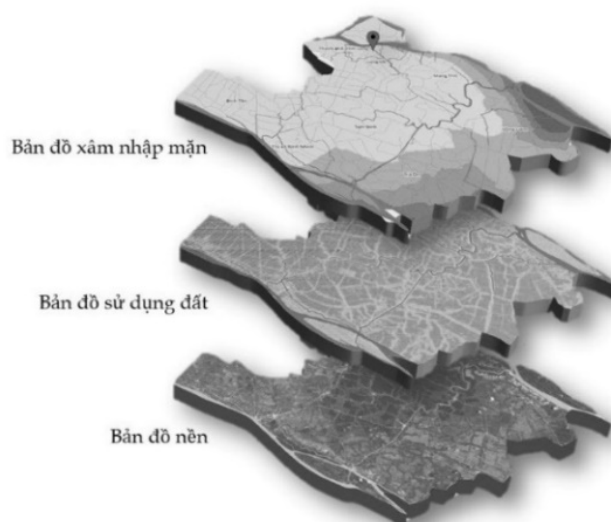 Bản đồ xâm nhập mặn
Bản đồ sử dụng đất
Bản đồ nền